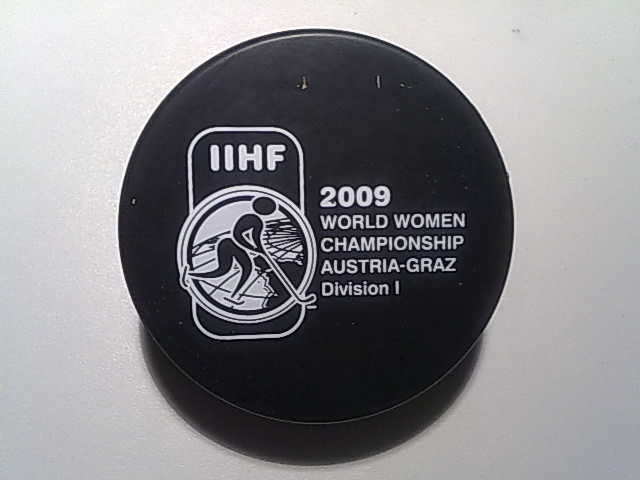 IIHF
2009
WORLD WOMEN
CHAMPIONSHIP
AUSTRIA-GRAZ
Division I